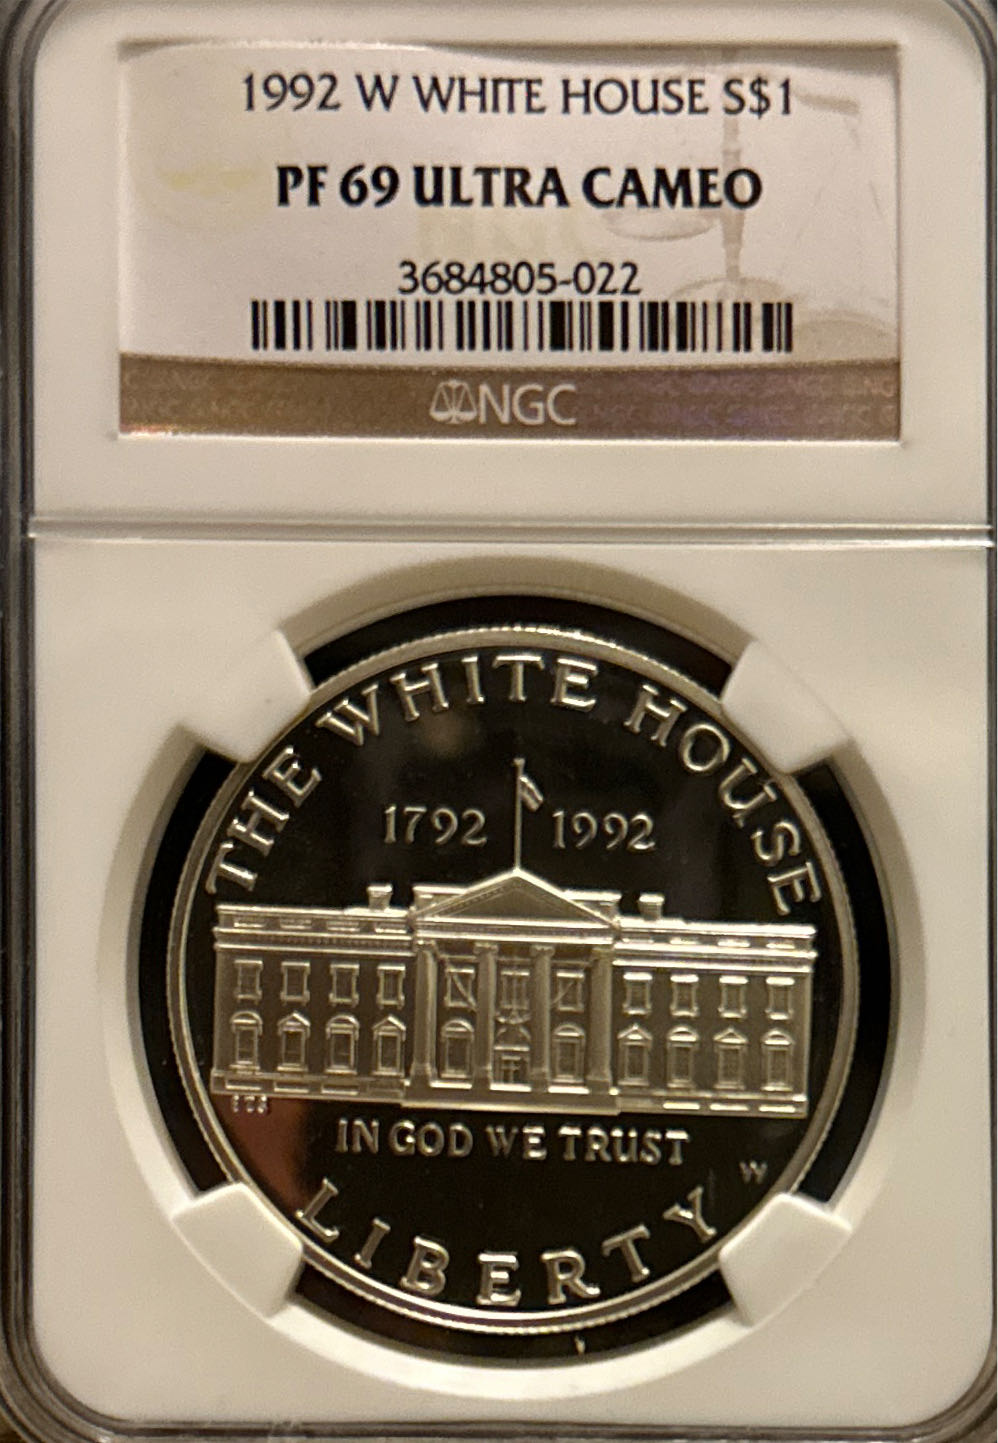 1992 W WHITE HOUSE S$1
PF 69 ULTRA CAMEO
3684805-022
NGC
THE WHITE HOUSE
1792 1992
IN GOD WE TRUST
W
LIBERTY